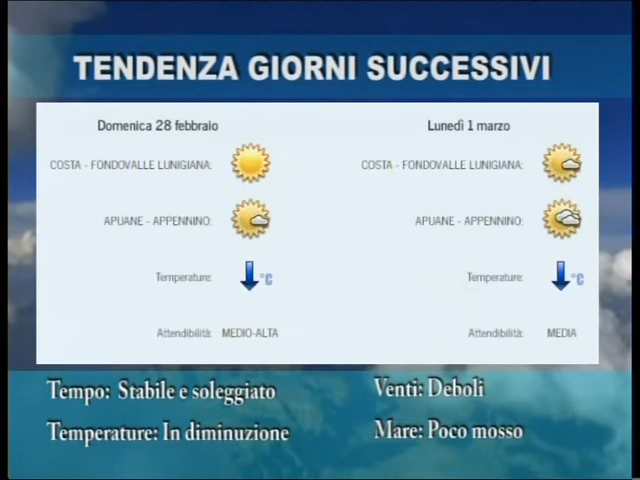 TENDENZA GIORNI SUCCESSIVI
Domenica 28 febbraio
COSTA - FONDOVALLE LUNIGIANA:
APUANE - APPENNINO:
Temperature: °C
Attendibilità: MEDIO-ALTA
Lunedì 1 marzo
COSTA - FONDOVALLE LUNIGIANA:
APUANE - APPENNINO:
Temperature: °C
Attendibilità: MEDIA
Tempo: Stabile e soleggiato
Temperature: In diminuzione
Venti: Deboli
Mare: Poco mosso